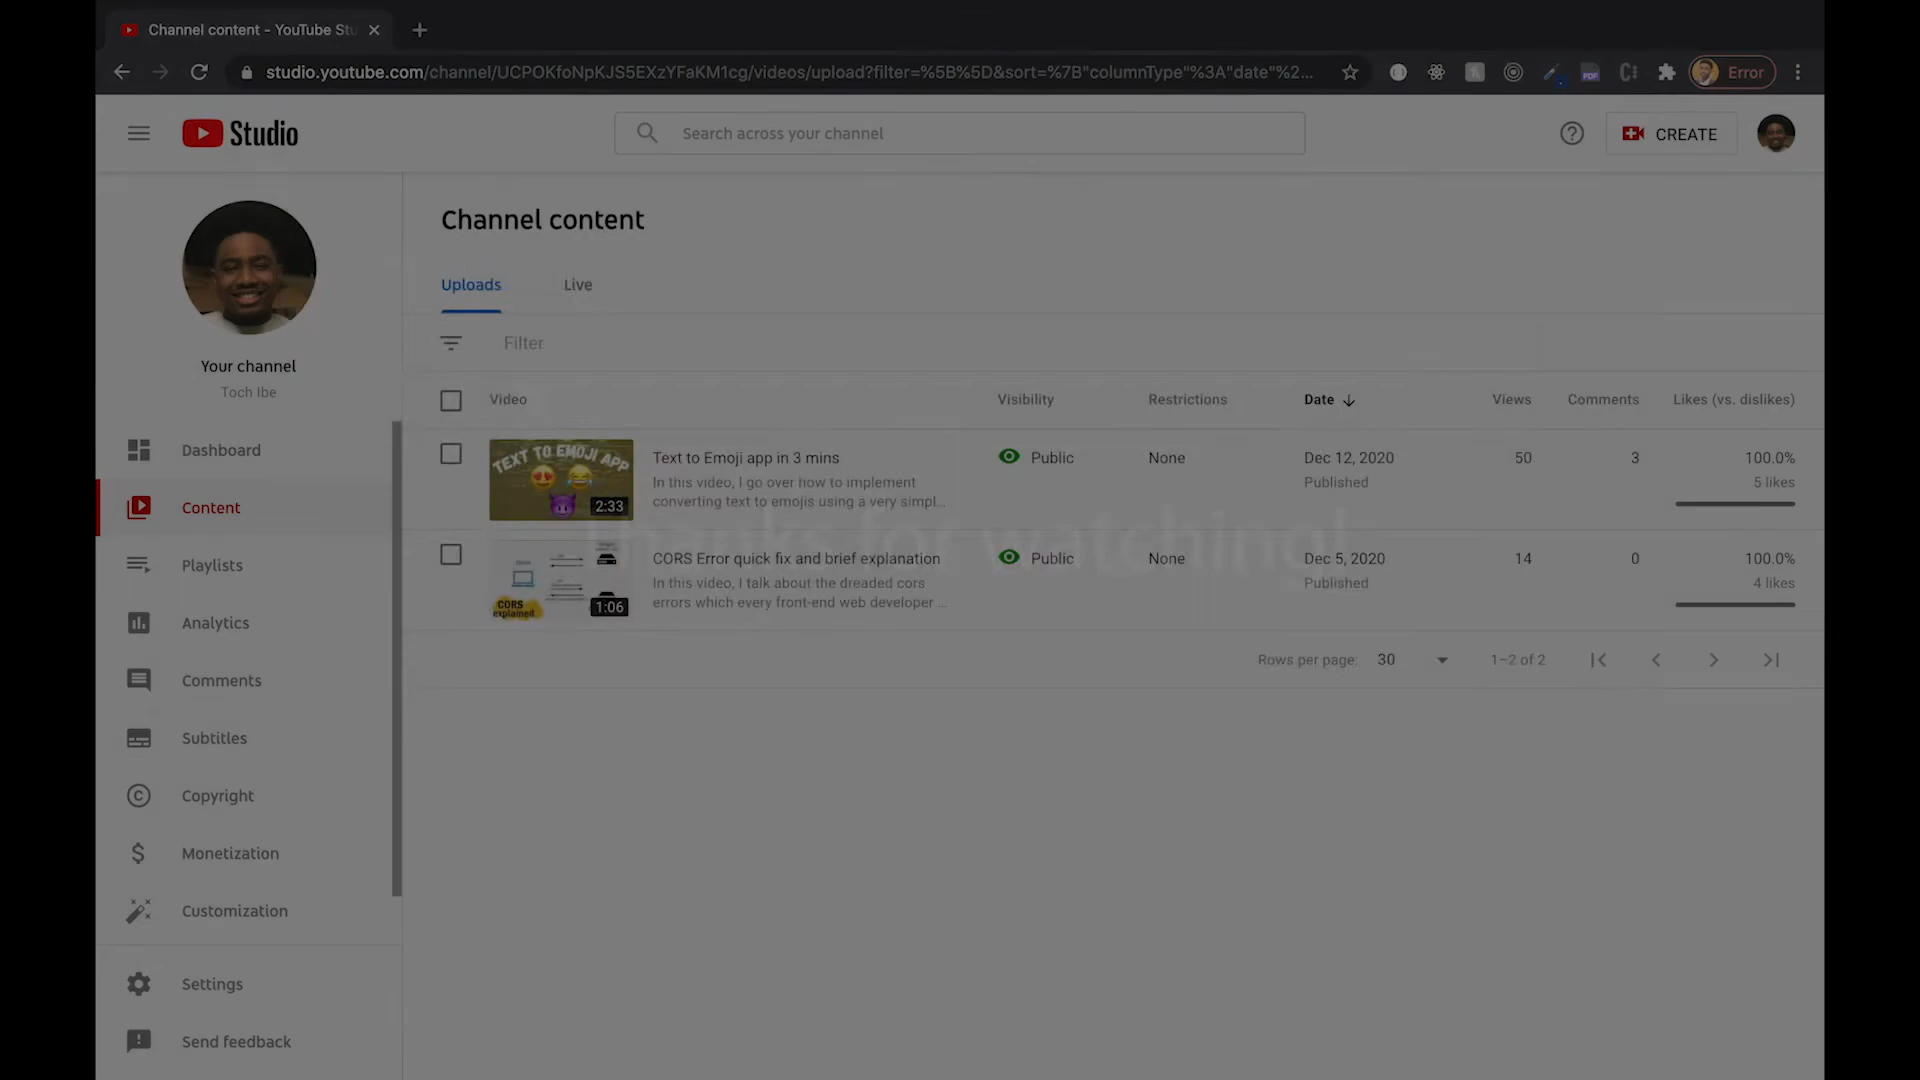 Channel content - YouTube Stu
studio.youtube.com/channel/UCPOKfoNpKJS5EXzYFaKM1cg/videos/upload?filter=%5B%5D&sort=%7B"columnType"%3A"date"%2...
Error
Studio
Search across your channel
CREATE
Your channel
Toch Ibe
Dashboard
Content
Playlists
Analytics
Comments
Subtitles
Copyright
Monetization
Customization
Settings
Send feedback
Channel content
Uploads Live
Filter
Video Visibility Restrictions Date Views Comments Likes (vs. dislikes)
TEXT TO EMOJI APP
2:33
Text to Emoji app in 3 mins
In this video, I go over how to implement
converting text to emojis using a very simpl...
Public None Dec 12, 2020 50 3 100.0%
Published 5 likes
Thanks for watching!
CORS
explained
1:06
CORS Error quick fix and brief explanation
In this video, I talk about the dreaded cors
errors which every front-end web developer ...
Public None Dec 5, 2020 14 0 100.0%
Published 4 likes
Rows per page: 30 1–2 of 2